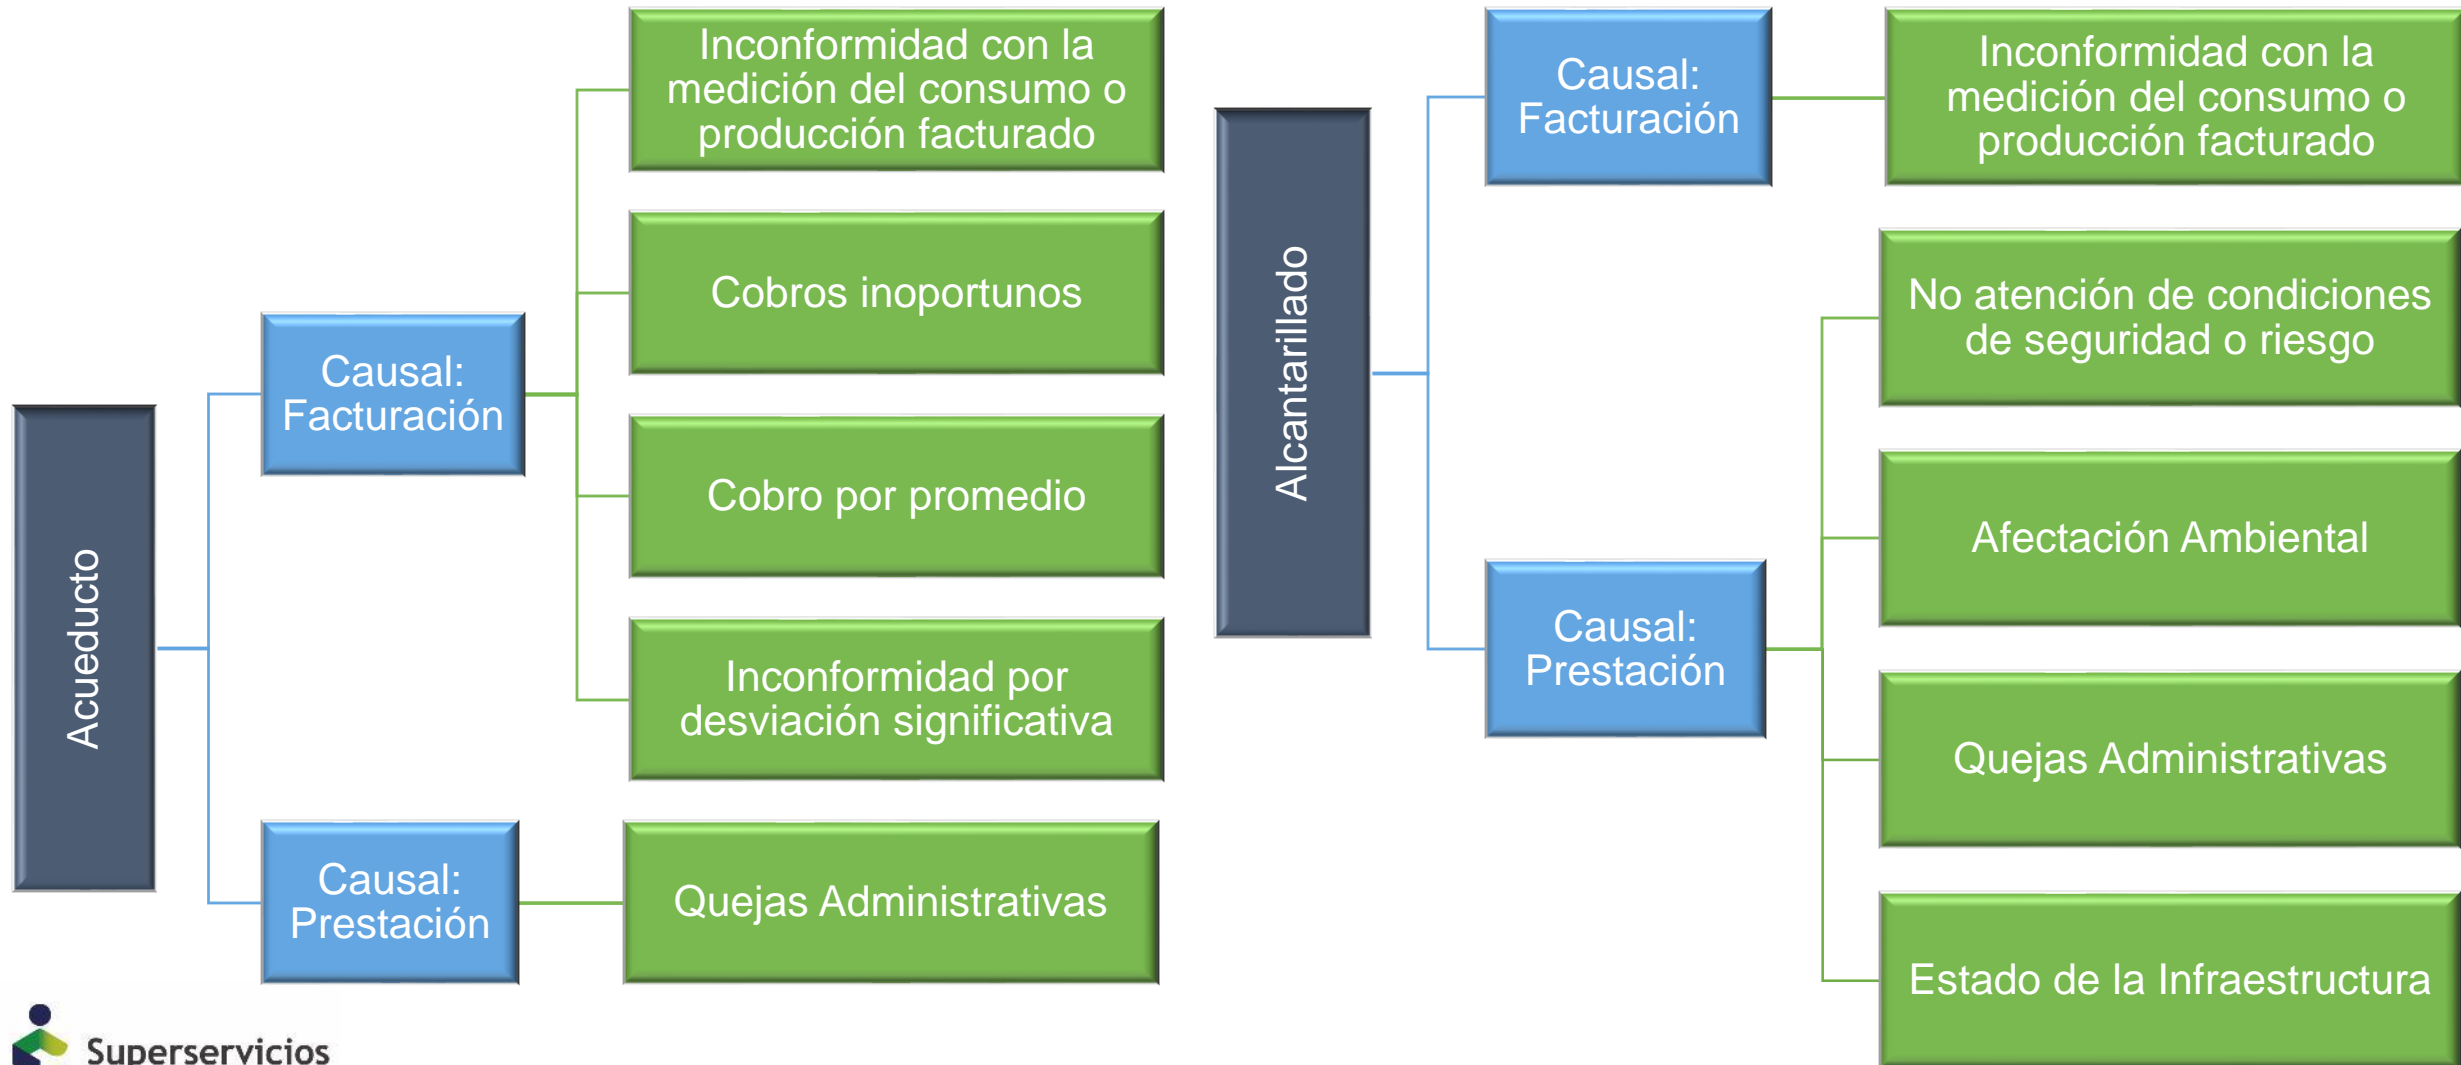 Acueducto
Causal:
Facturación
Inconformidad con la
medición del consumo o
producción facturado
Cobros inoportunos
Cobro por promedio
Inconformidad por
desviación significativa
Causal:
Prestación
Quejas Administrativas
Alcantarillado
Causal:
Facturación
Inconformidad con la
medición del consumo o
producción facturado
Causal:
Prestación
No atención de condiciones
de seguridad o riesgo
Afectación Ambiental
Quejas Administrativas
Estado de la Infraestructura
Superservicios